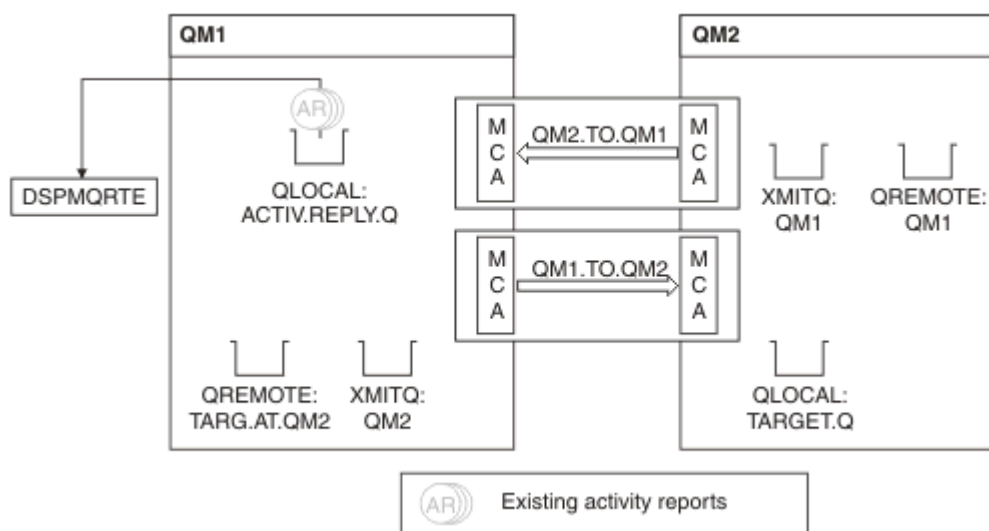 QM1
QM2
AR
M
C
A
QM2.TO.QM1
M
C
A
DSPMQRTE
QLOCAL:
ACTIV.REPLY.Q
XMITQ:
QM1
QREMOTE:
QM1
M
C
A
QM1.TO.QM2
M
C
A
QREMOTE:
TARG.AT.QM2
XMITQ:
QM2
QLOCAL:
TARGET.Q
AR
Existing activity reports